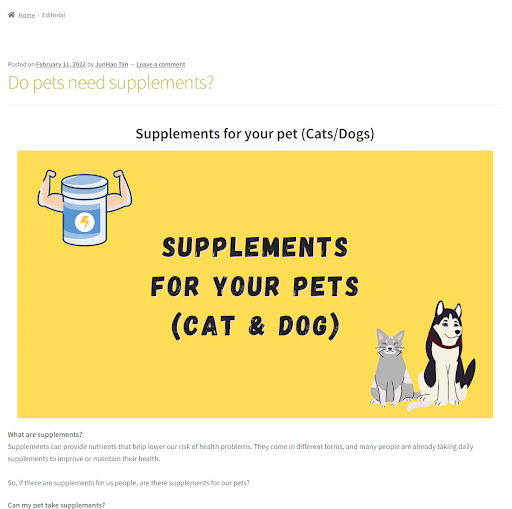 Home › Editorial
Posted on February 11, 2022 by JunHao Tan — Leave a comment
Do pets need supplements?
Supplements for your pet (Cats/Dogs)
SUPPLEMENTS
FOR YOUR PETS
(CAT & DOG)
What are supplements?
Supplements can provide nutrients that help lower our risk of health problems. They come in different forms, and many people are already taking daily
supplements to improve or maintain their health.
So, if there are supplements for us people, are there supplements for our pets?
Can my pet take supplements?